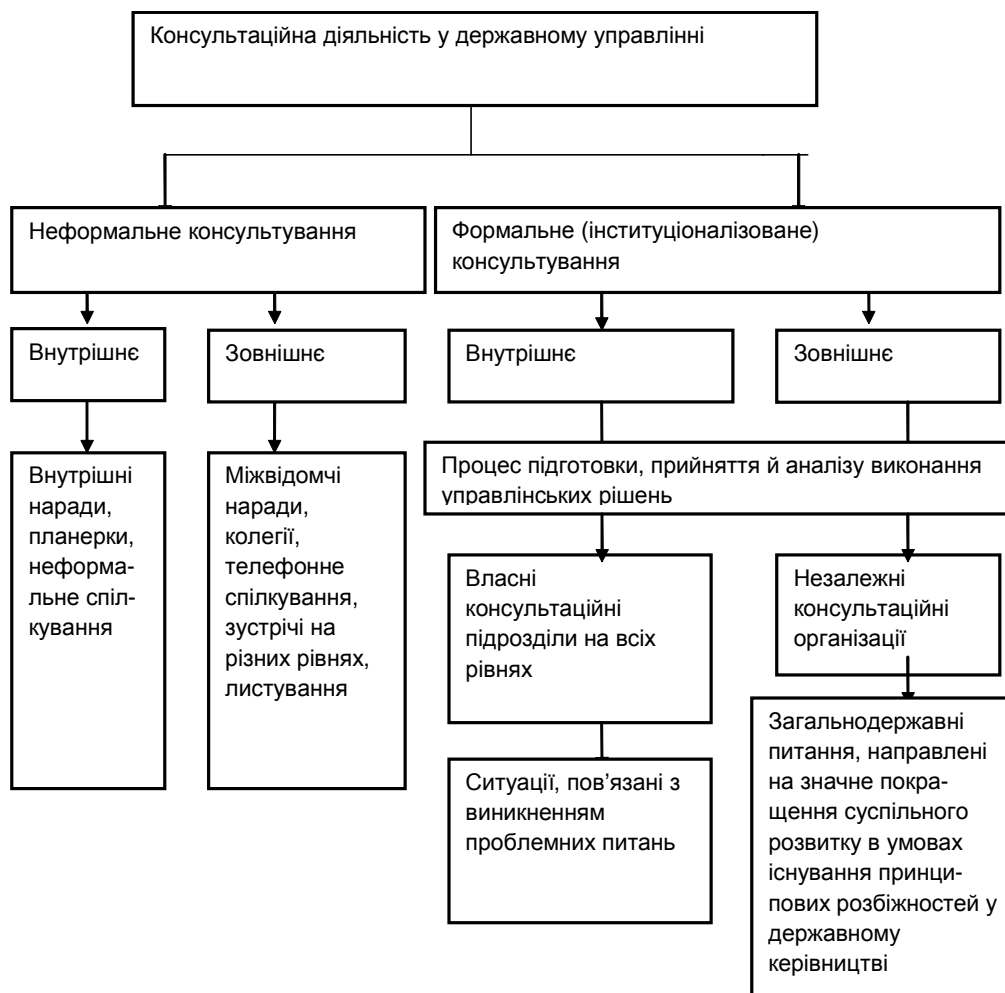 Консультаційна діяльність у державному управлінні
Неформальне консультування
Формальне (інституціоналізоване)
консультування
Внутрішнє
Зовнішнє
Внутрішнє
Зовнішнє
Внутрішні
наради,
планерки,
неформа-
льне спіл-
кування
Міжвідомчі
наради,
колегії,
телефонне
спілкування,
зустрічі на
різних рівнях,
листування
Процес підготовки, прийняття й аналізу виконання
управлінських рішень
Власні
консультаційні
підрозділи на всіх
рівнях
Незалежні
консультаційні
організації
Ситуації, пов’язані з
виникненням
проблемних питань
Загальнодержавні
питання, направлені
на значне покра-
щення суспільного
розвитку в умовах
існування принци-
пових розбіжностей у
державному
керівництві